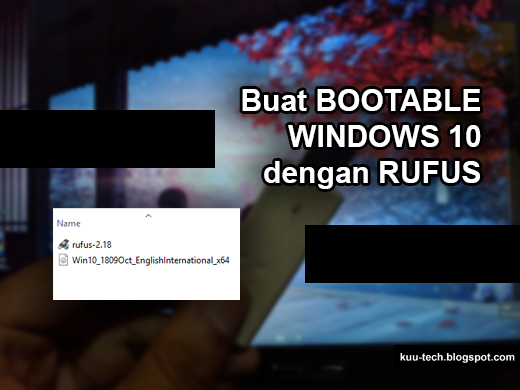 Buat BOOTABLE
WINDOWS 10
dengan RUFUS
Name
rufus-2.18
Win10_1809Oct_EnglishInternational_x64
kuu-tech.blogspot.com